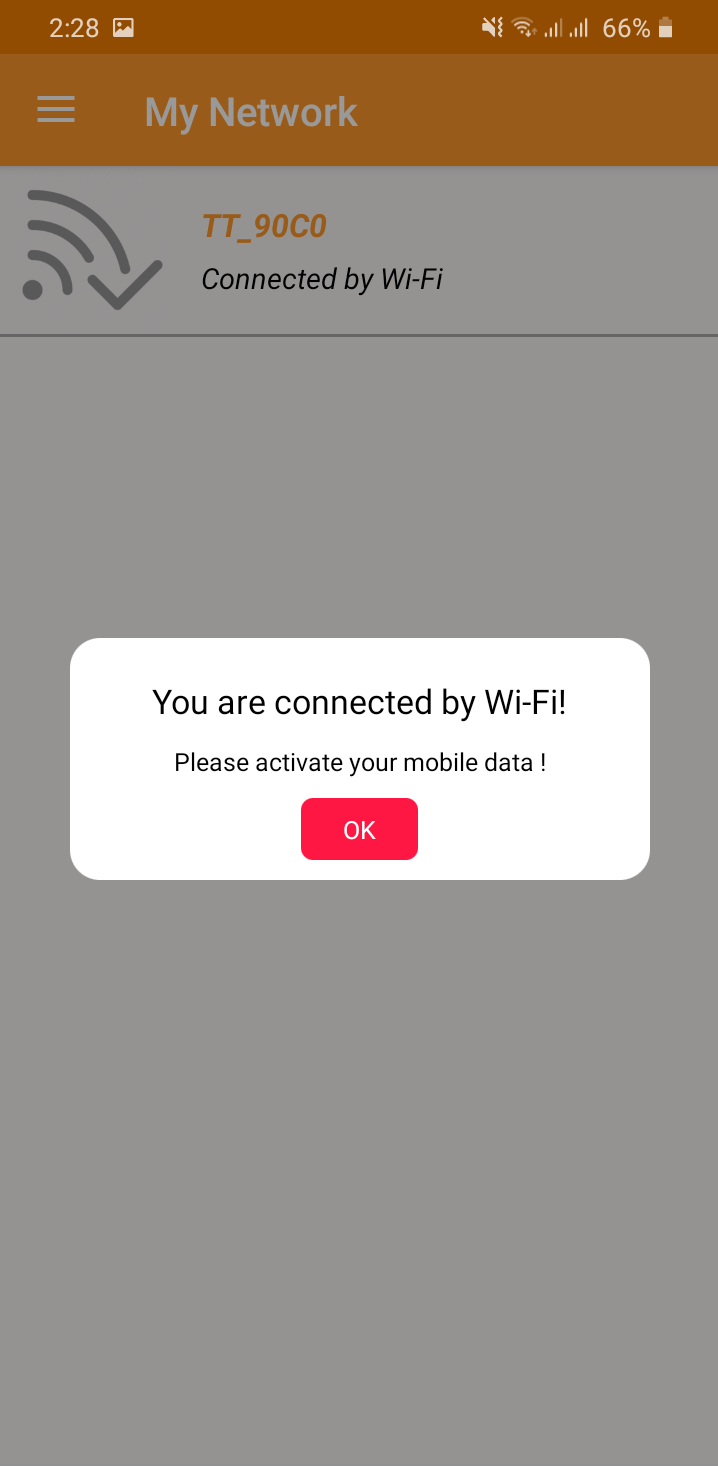 2:28
66%
My Network
TT_90C0
Connected by Wi-Fi
You are connected by Wi-Fi!
Please activate your mobile data !
OK